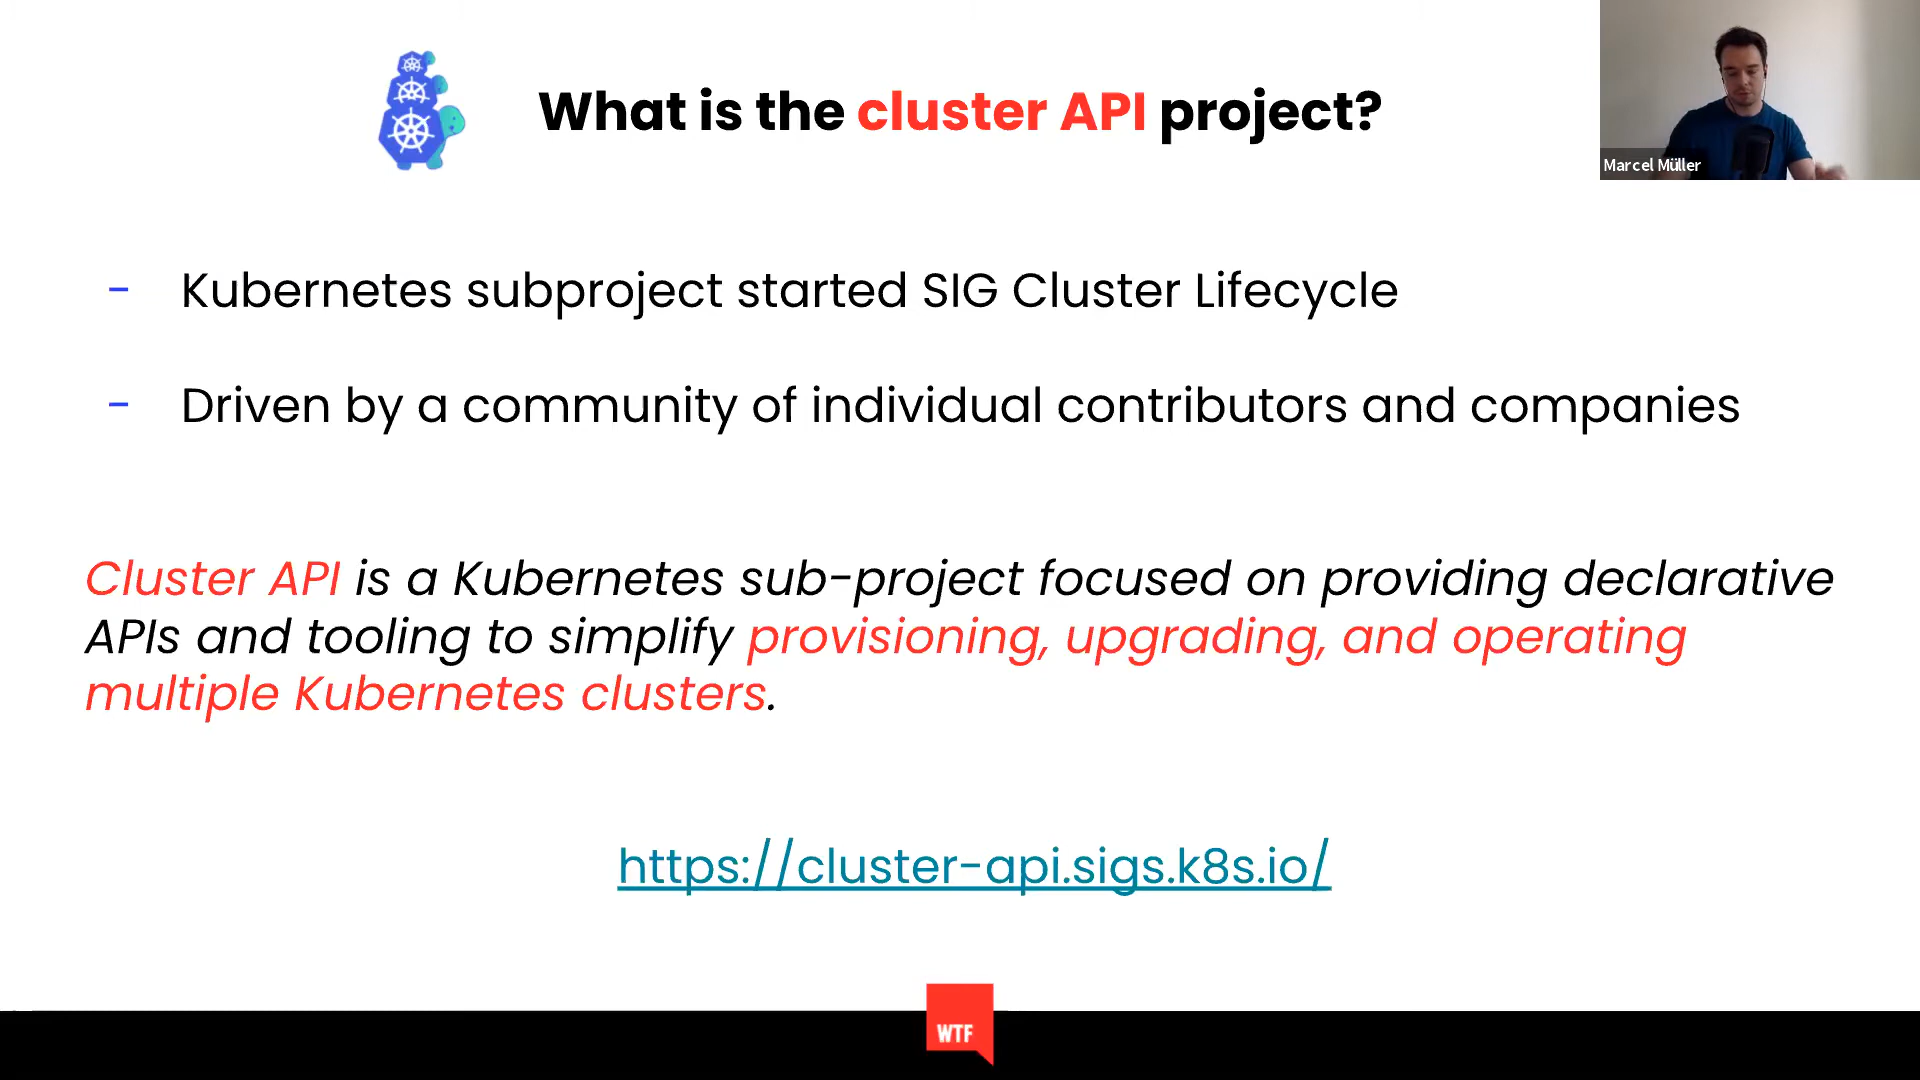 What is the cluster API project?
Marcel Müller
- Kubernetes subproject started SIG Cluster Lifecycle
- Driven by a community of individual contributors and companies
Cluster API is a Kubernetes sub-project focused on providing declarative
APIs and tooling to simplify provisioning, upgrading, and operating
multiple Kubernetes clusters.
https://cluster-api.sigs.k8s.io/
WTF